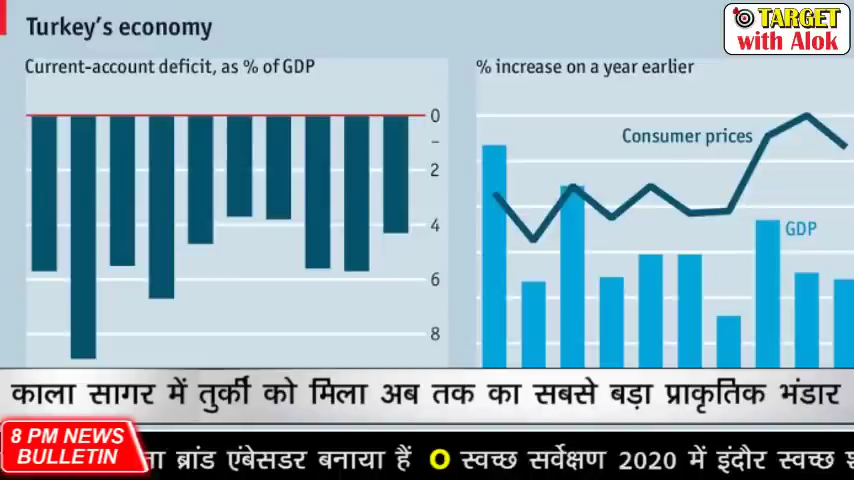 Turkey's economy
TARGET
with Alok
Current-account deficit, as % of GDP
% increase on a year earlier
0
–
2
4
6
8
Consumer prices
GDP
काला सागर में तुर्की को मिला अब तक का सबसे बड़ा प्राकृतिक भंडार
8 PM NEWS
BULLETIN
ब्रांड एंबेसडर बनाया हैं O स्वच्छ सर्वेक्षण 2020 में इंदौर स्वच्छ